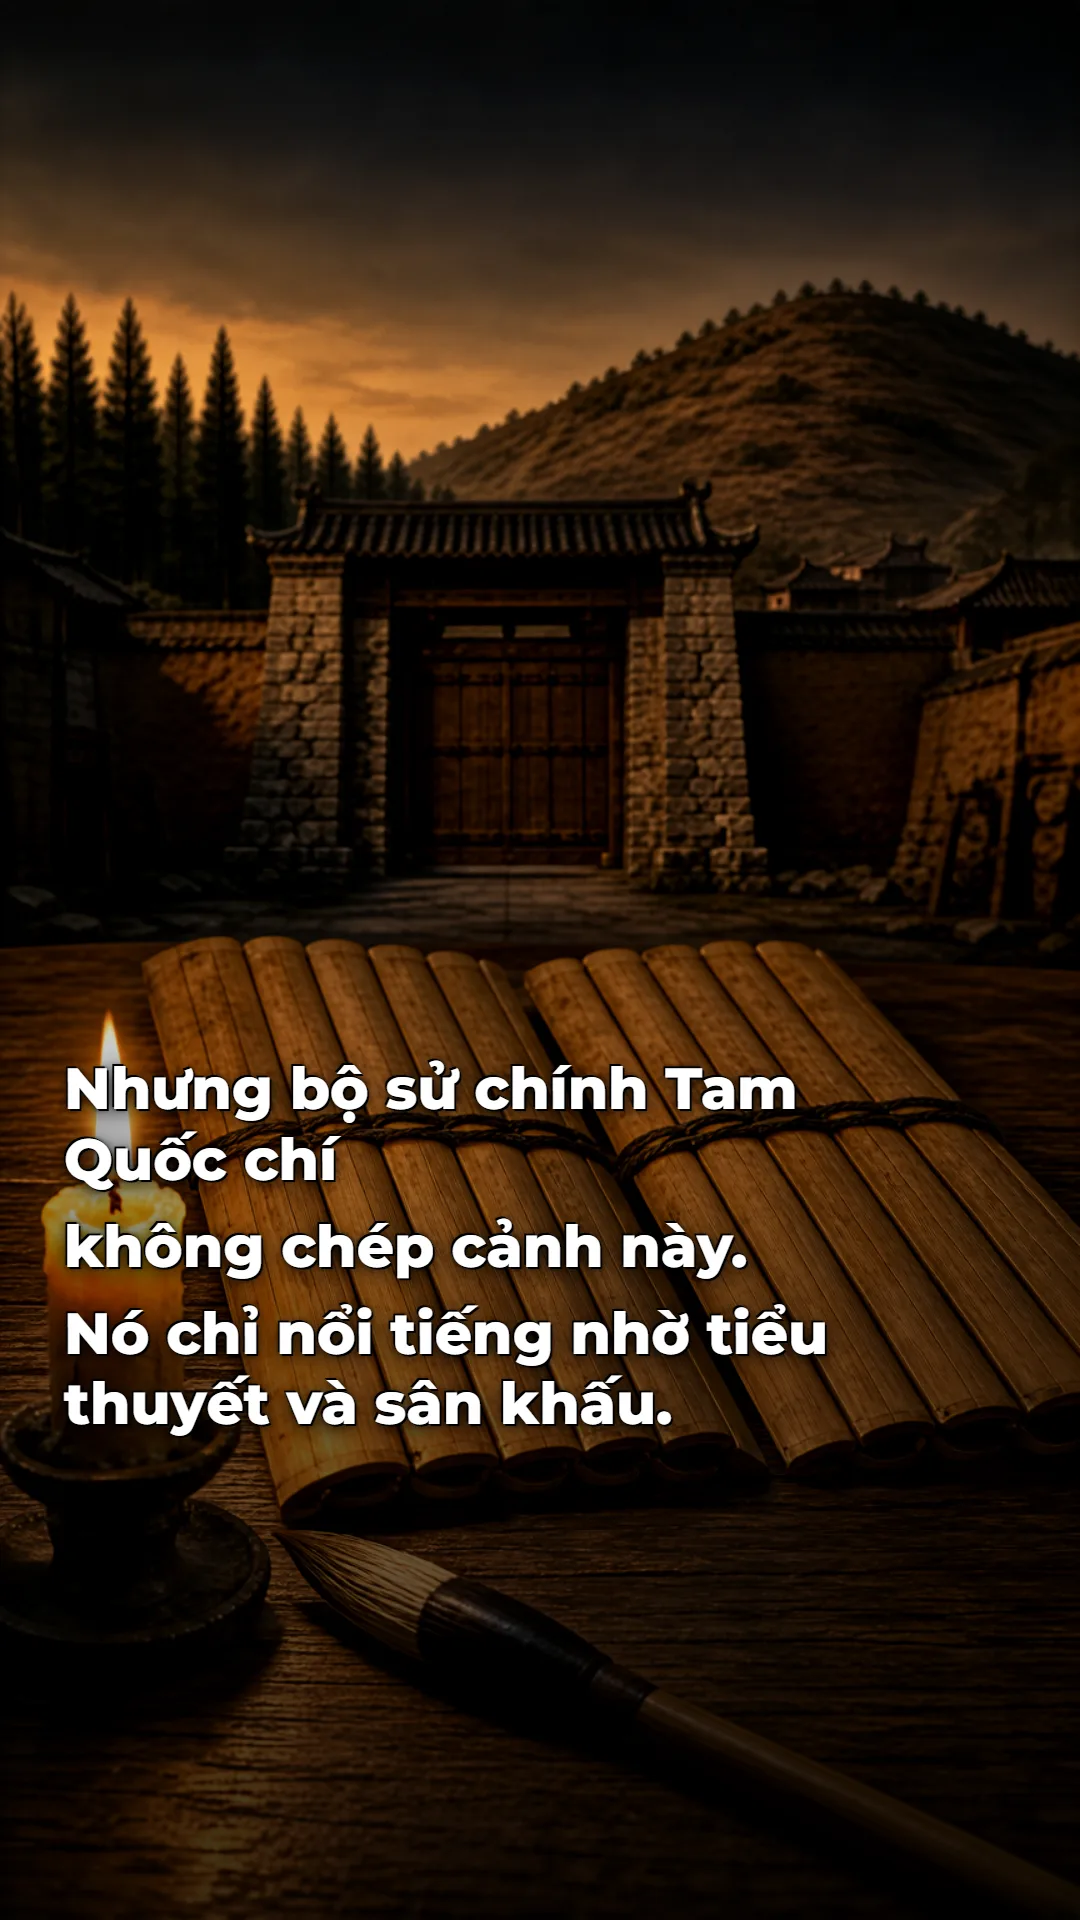 Nhưng bộ sử chính Tam
Quốc chí
không chép cảnh này.
Nó chỉ nổi tiếng nhờ tiểu
thuyết và sân khấu.